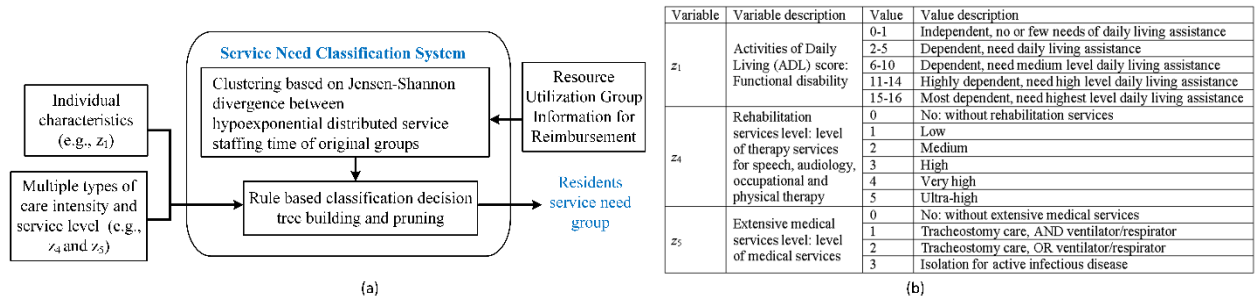 Service Need Classification System
Clustering based on Jensen-Shannon
divergence between
hypoexponential distributed service
staffing time of original groups
Rule based classification decision
tree building and pruning
Individual
characteristics
(e.g., z1)
Multiple types of
care intensity and
service level (e.g.,
z4 and z5)
Resource
Utilization Group
Information for
Reimbursement
Residents
service need
group
(a)
Variable Variable description Value Value description
z1
Activities of Daily
Living (ADL) score:
Functional disability
0-1 Independent, no or few needs of daily living assistance
2-5 Dependent, need daily living assistance
6-10 Dependent, need medium level daily living assistance
11-14 Highly dependent, need high level daily living assistance
15-16 Most dependent, need highest level daily living assistance
z4
Rehabilitation
services level: level
of therapy services
for speech, audiology,
occupational and
physical therapy
0 No: without rehabilitation services
1 Low
2 Medium
3 High
4 Very high
5 Ultra-high
z5
Extensive medical
services level: level
of medical services
0 No: without extensive medical services
1 Tracheostomy care, AND ventilator/respirator
2 Tracheostomy care, OR ventilator/respirator
3 Isolation for active infectious disease
(b)